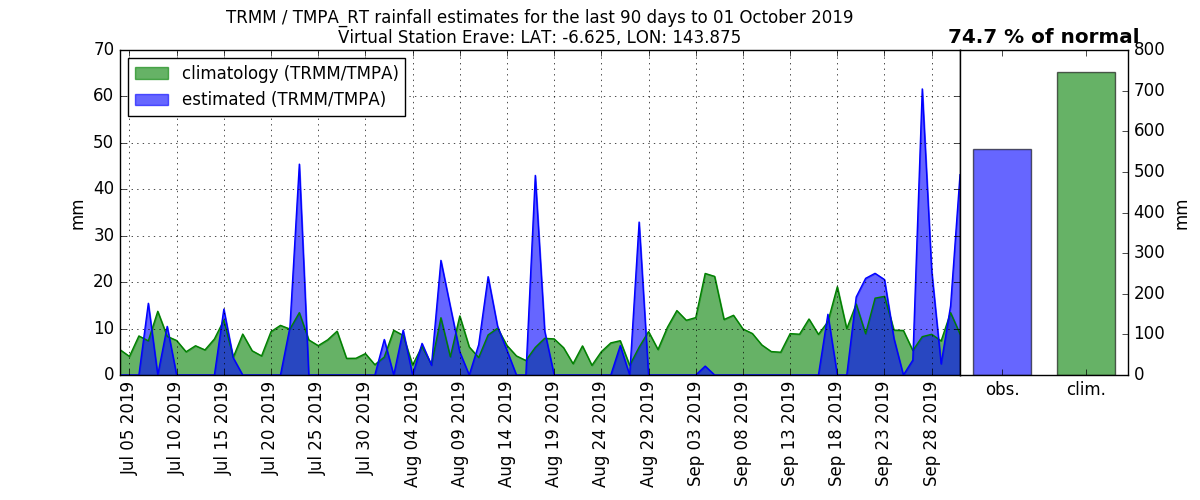 TRMM / TMPA_RT rainfall estimates for the last 90 days to 01 October 2019
Virtual Station Erave: LAT: -6.625, LON: 143.875
74.7 % of normal
climatology (TRMM/TMPA)
estimated (TRMM/TMPA)
mm
70
60
50
40
30
20
10
0
Jul 05 2019
Jul 10 2019
Jul 15 2019
Jul 20 2019
Jul 25 2019
Jul 30 2019
Aug 04 2019
Aug 09 2019
Aug 14 2019
Aug 19 2019
Aug 24 2019
Aug 29 2019
Sep 03 2019
Sep 08 2019
Sep 13 2019
Sep 18 2019
Sep 23 2019
Sep 28 2019
obs.
clim.
800
700
600
500
400
300
200
100
0
mm